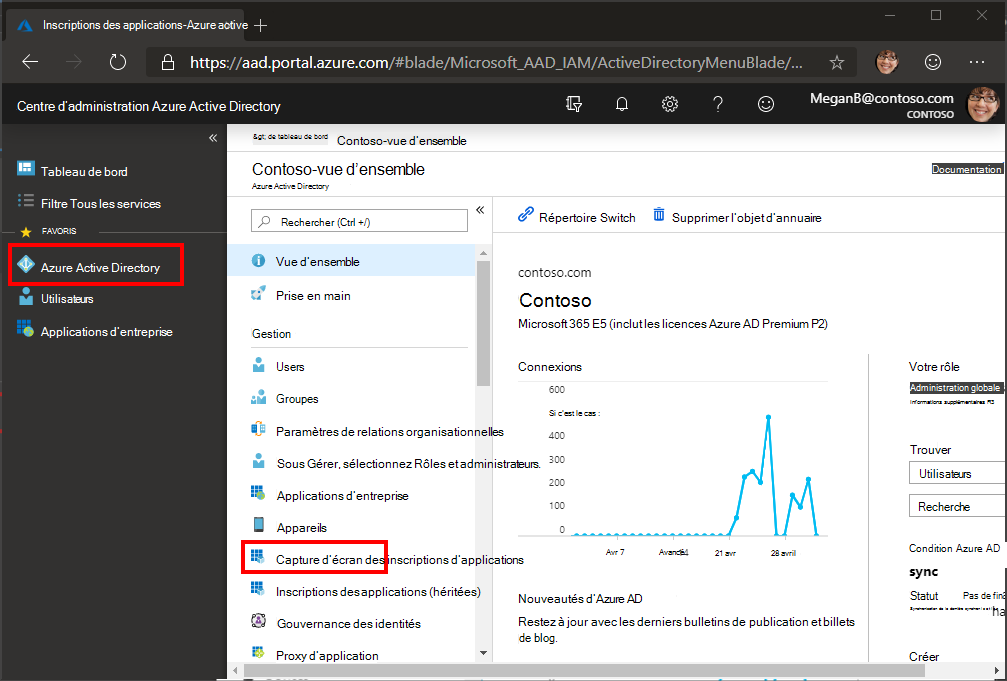 Inscriptions des applications-Azure active
https://aad.portal.azure.com/#blade/Microsoft_AAD_IAM/ActiveDirectoryMenuBlade/...
Centre d'administration Azure Active Directory
MeganB@contoso.com
CONTOSO
Tableau de bord
Filtre Tous les services
FAVORIS
Azure Active Directory
Utilisateurs
Applications d'entreprise
&gt; de tableau de bord
Contoso-vue d'ensemble
Contoso-vue d'ensemble
Azure Active Directory
Documentation
Rechercher (Ctrl +/)
Vue d'ensemble
Prise en main
Gestion
Users
Groupes
Paramètres de relations organisationnelles
Sous Gérer, sélectionnez Rôles et administrateurs.
Applications d'entreprise
Appareils
Capture d'écran des inscriptions d'applications
Inscriptions des applications (héritées)
Gouvernance des identités
Proxy d'application
Répertoire Switch
Supprimer l'objet d'annuaire
contoso.com
Contoso
Microsoft 365 E5 (inclut les licences Azure AD Premium P2)
Connexions
600
Si c'est le cas :
400
300
200
100
0
Avr 7
21 avr
28 avril
Nouveautés d'Azure AD
Restez à jour avec les derniers bulletins de publication et billets
de blog.
Votre rôle
Administration globale
Informations supplémentaires
Trouver
Utilisateurs
Recherche
Condition Azure AD
sync
Statut
Pas de fin
Créer